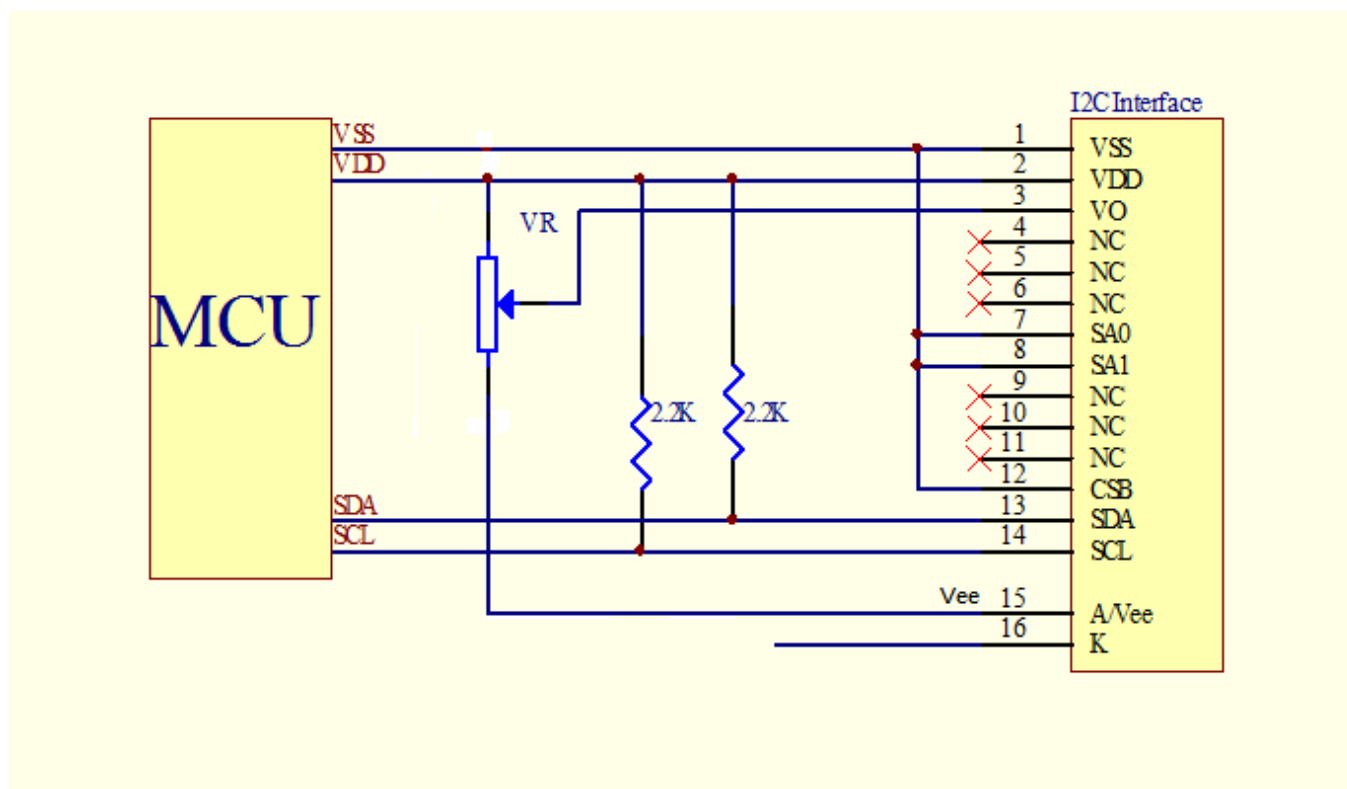 I2C Interface
VSS
VDD
MCU
SDA
SCL
VR
2.2K
2.2K
Vee
1 VSS
2 VDD
3 VO
4 NC
5 NC
6 NC
7 SA0
8 SA1
9 NC
10 NC
11 NC
12 CSB
13 SDA
14 SCL
15 A/Vee
16 K